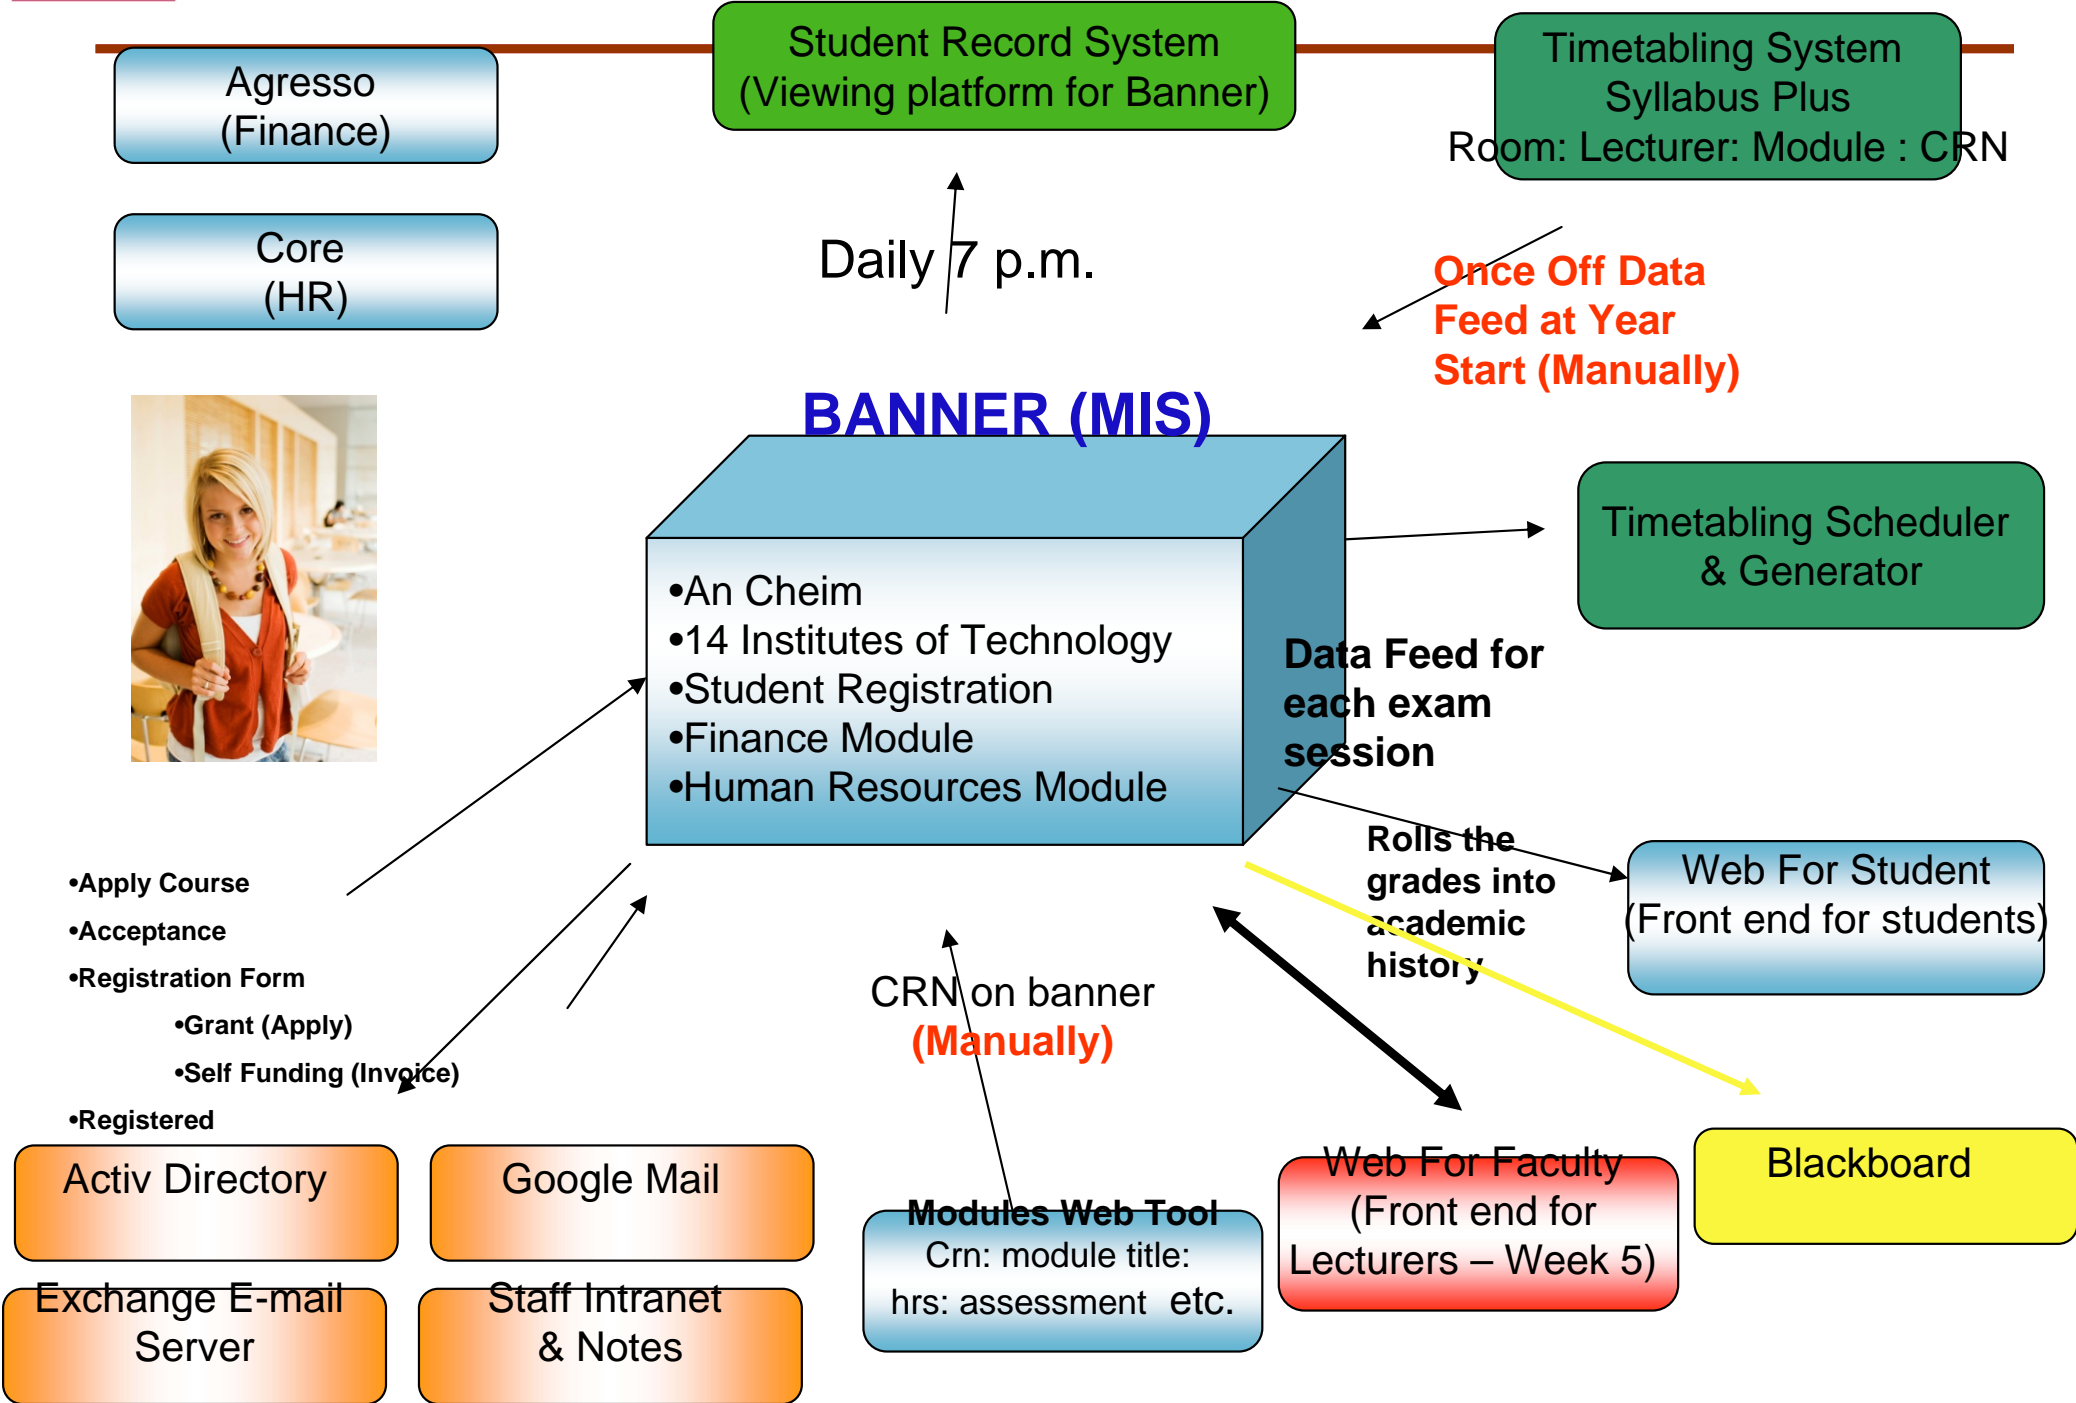 Student Record System
(Viewing platform for Banner)
Timetabling System
Syllabus Plus
Room: Lecturer: Module : CRN
Agresso
(Finance)
Core
(HR)
Daily 7 p.m.
Once Off Data
Feed at Year
Start (Manually)
BANNER (MIS)
•An Cheim
•14 Institutes of Technology
•Student Registration
•Finance Module
•Human Resources Module
Timetabling Scheduler
& Generator
Data Feed for
each exam
session
Rolls the
grades into
academic
history
Web For Student
(Front end for students)
•Apply Course
•Acceptance
•Registration Form
•Grant (Apply)
•Self Funding (Invoice)
•Registered
CRN on banner
(Manually)
Activ Directory
Google Mail
Exchange E-mail
Server
Staff Intranet
& Notes
Modules Web Tool
Crn: module title:
hrs: assessment etc.
Web For Faculty
(Front end for
Lecturers – Week 5)
Blackboard